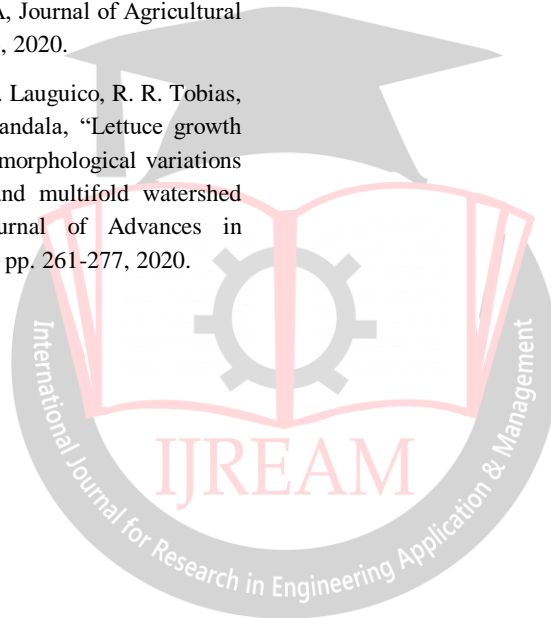 A, Journal of Agricultural
, 2020.
. Lauguico, R. R. Tobias,
andala, “Lettuce growth
morphological variations
nd multifold watershed
urnal of Advances in
pp. 261-277, 2020.
IJREAM
International Journal for Research in Engineering Application & Management